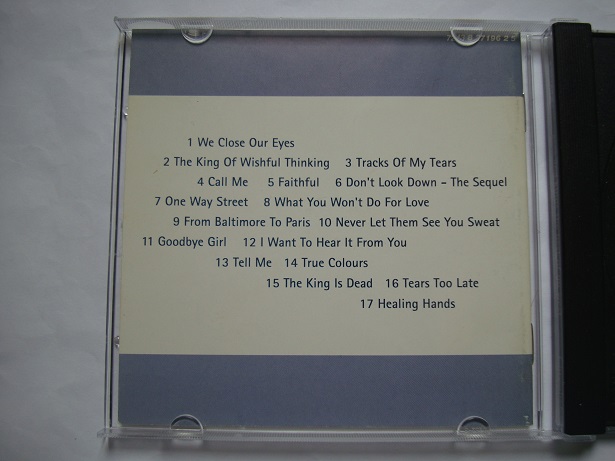 1 We Close Our Eyes
2 The King Of Wishful Thinking 3 Tracks Of My Tears
4 Call Me 5 Faithful 6 Don't Look Down - The Sequel
7 One Way Street 8 What You Won't Do For Love
9 From Baltimore To Paris 10 Never Let Them See You Sweat
11 Goodbye Girl 12 I Want To Hear It From You
13 Tell Me 14 True Colours
15 The King Is Dead 16 Tears Too Late
17 Healing Hands